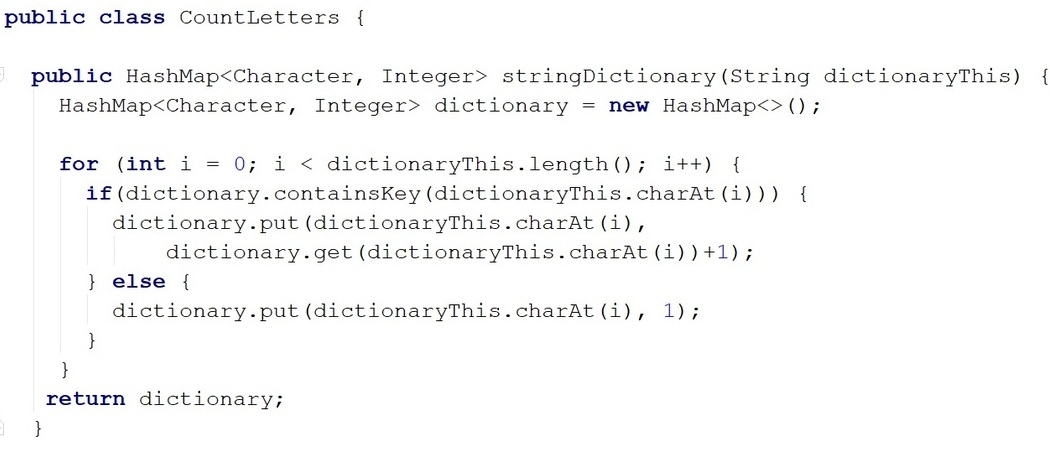 public class CountLetters {
public HashMap<Character, Integer> stringDictionary(String dictionaryThis) {
HashMap<Character, Integer> dictionary = new HashMap<>();
for (int i = 0; i < dictionaryThis.length(); i++) {
if(dictionary.containsKey(dictionaryThis.charAt(i))) {
dictionary.put(dictionaryThis.charAt(i),
dictionary.get(dictionaryThis.charAt(i))+1);
} else {
dictionary.put(dictionaryThis.charAt(i), 1);
}
}
return dictionary;
}